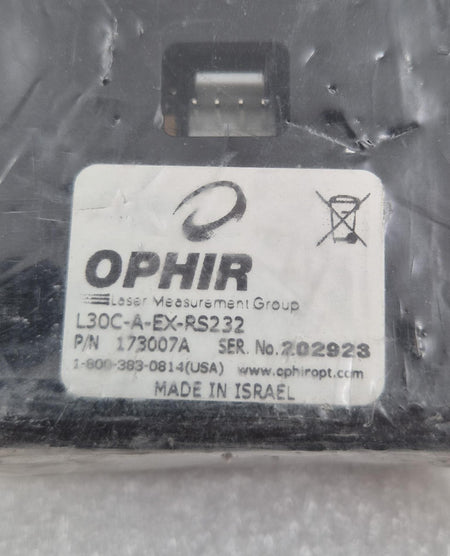 OPHIR
Laser Measurement Group
L30C-A-EX-RS232
P/N 173007A SER. No.202923
1-800-383-0814(USA) www.ophiropt.com
MADE IN ISRAEL